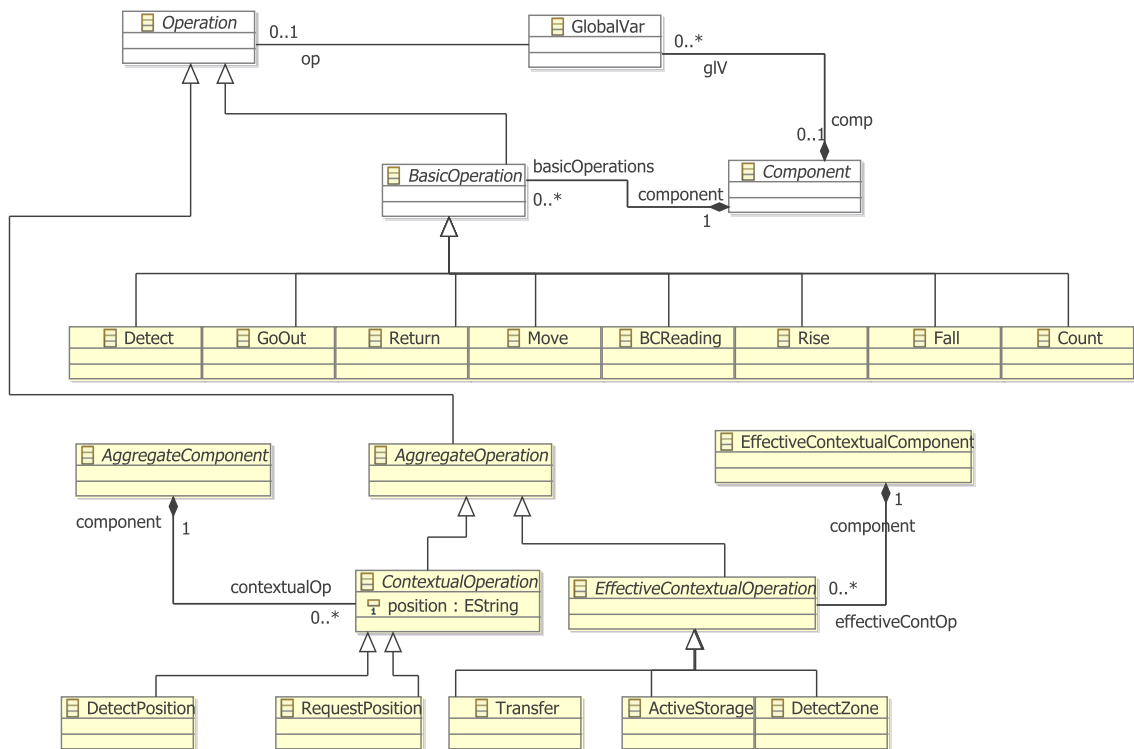 Operation
0..1
op
GlobalVar
0..*
glV
comp
0..1
basicOperations
BasicOperation
0..*
component
1
Component
Detect
GoOut
Return
Move
BCReading
Rise
Fall
Count
AggregateComponent
component
1
AggregateOperation
EffectiveContextualComponent
1
component
contextualOp
0..*
ContextualOperation
1
position : EString
EffectiveContextualOperation
0..*
effectiveContOp
DetectPosition
RequestPosition
Transfer
ActiveStorage
DetectZone